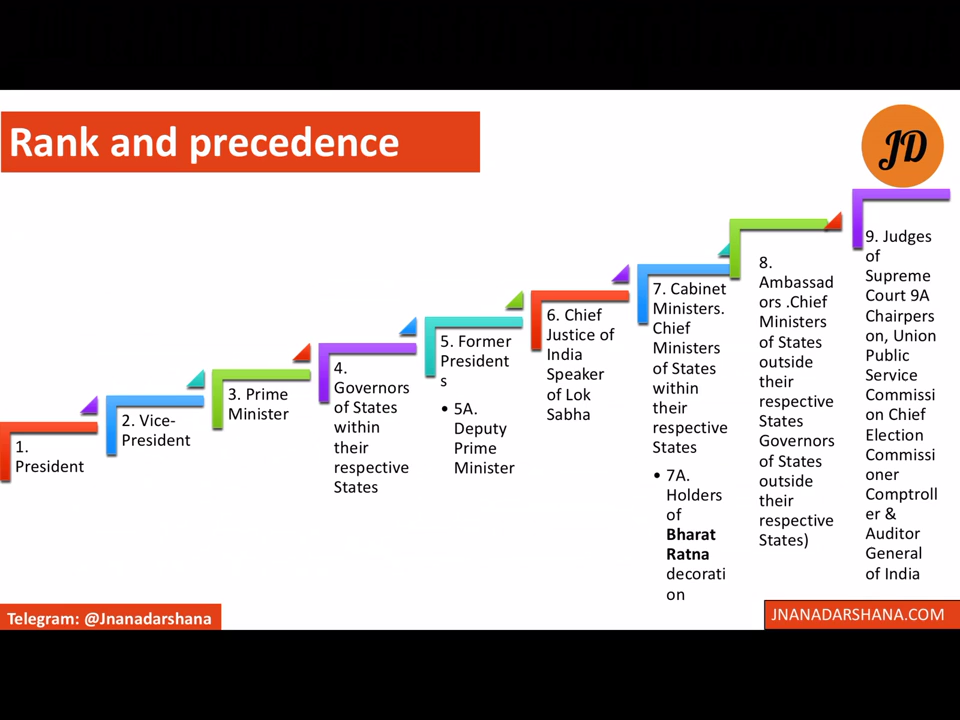 Rank and precedence
JD
1.
President
2. Vice-
President
3. Prime
Minister
4.
Governors
of States
within
their
respective
States
5. Former
President
s
• 5A.
Deputy
Prime
Minister
6. Chief
Justice of
India
Speaker
of Lok
Sabha
7. Cabinet
Ministers.
Chief
Ministers
of States
within
their
respective
States
• 7A.
Holders
of
Bharat
Ratna
decorati
on
8.
Ambassad
ors .Chief
Ministers
of States
outside
their
respective
States
Governors
of States
outside
their
respective
States)
9. Judges
of
Supreme
Court 9A
Chairpers
on, Union
Public
Service
Commissi
on Chief
Election
Commissi
oner
Comptroll
er &
Auditor
General
of India
Telegram: @Jnanadarshana
JNANADARSHANA.COM